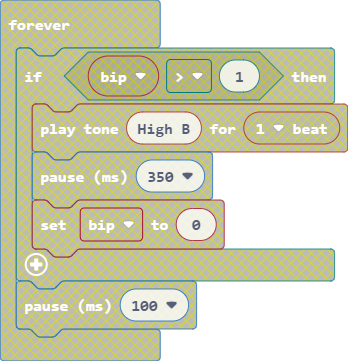 forever
if bip > 1 then
play tone High B for 1 beat
pause (ms) 350
set bip to 0
pause (ms) 100